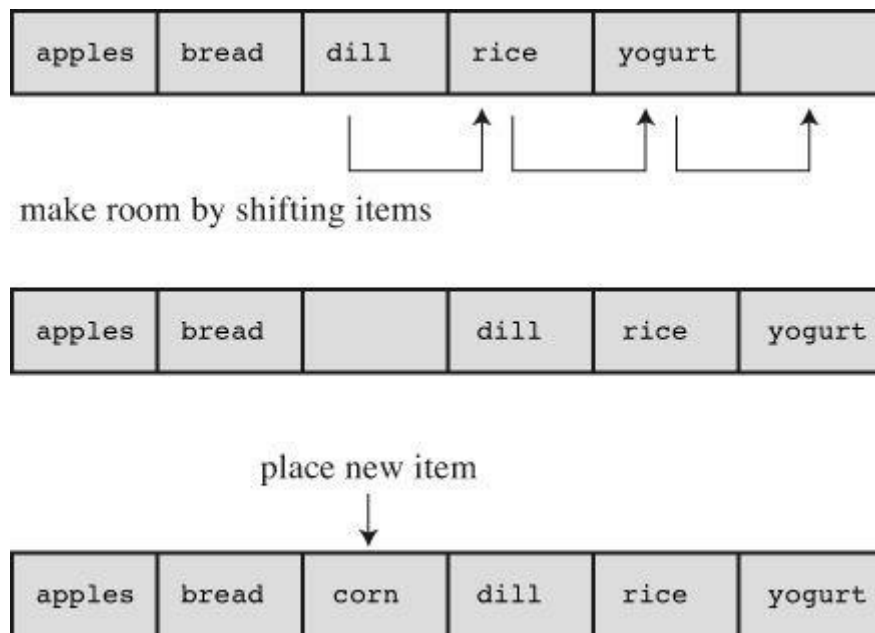 apples bread dill rice yogurt
make room by shifting items
apples bread dill rice yogurt
place new item
apples bread corn dill rice yogurt